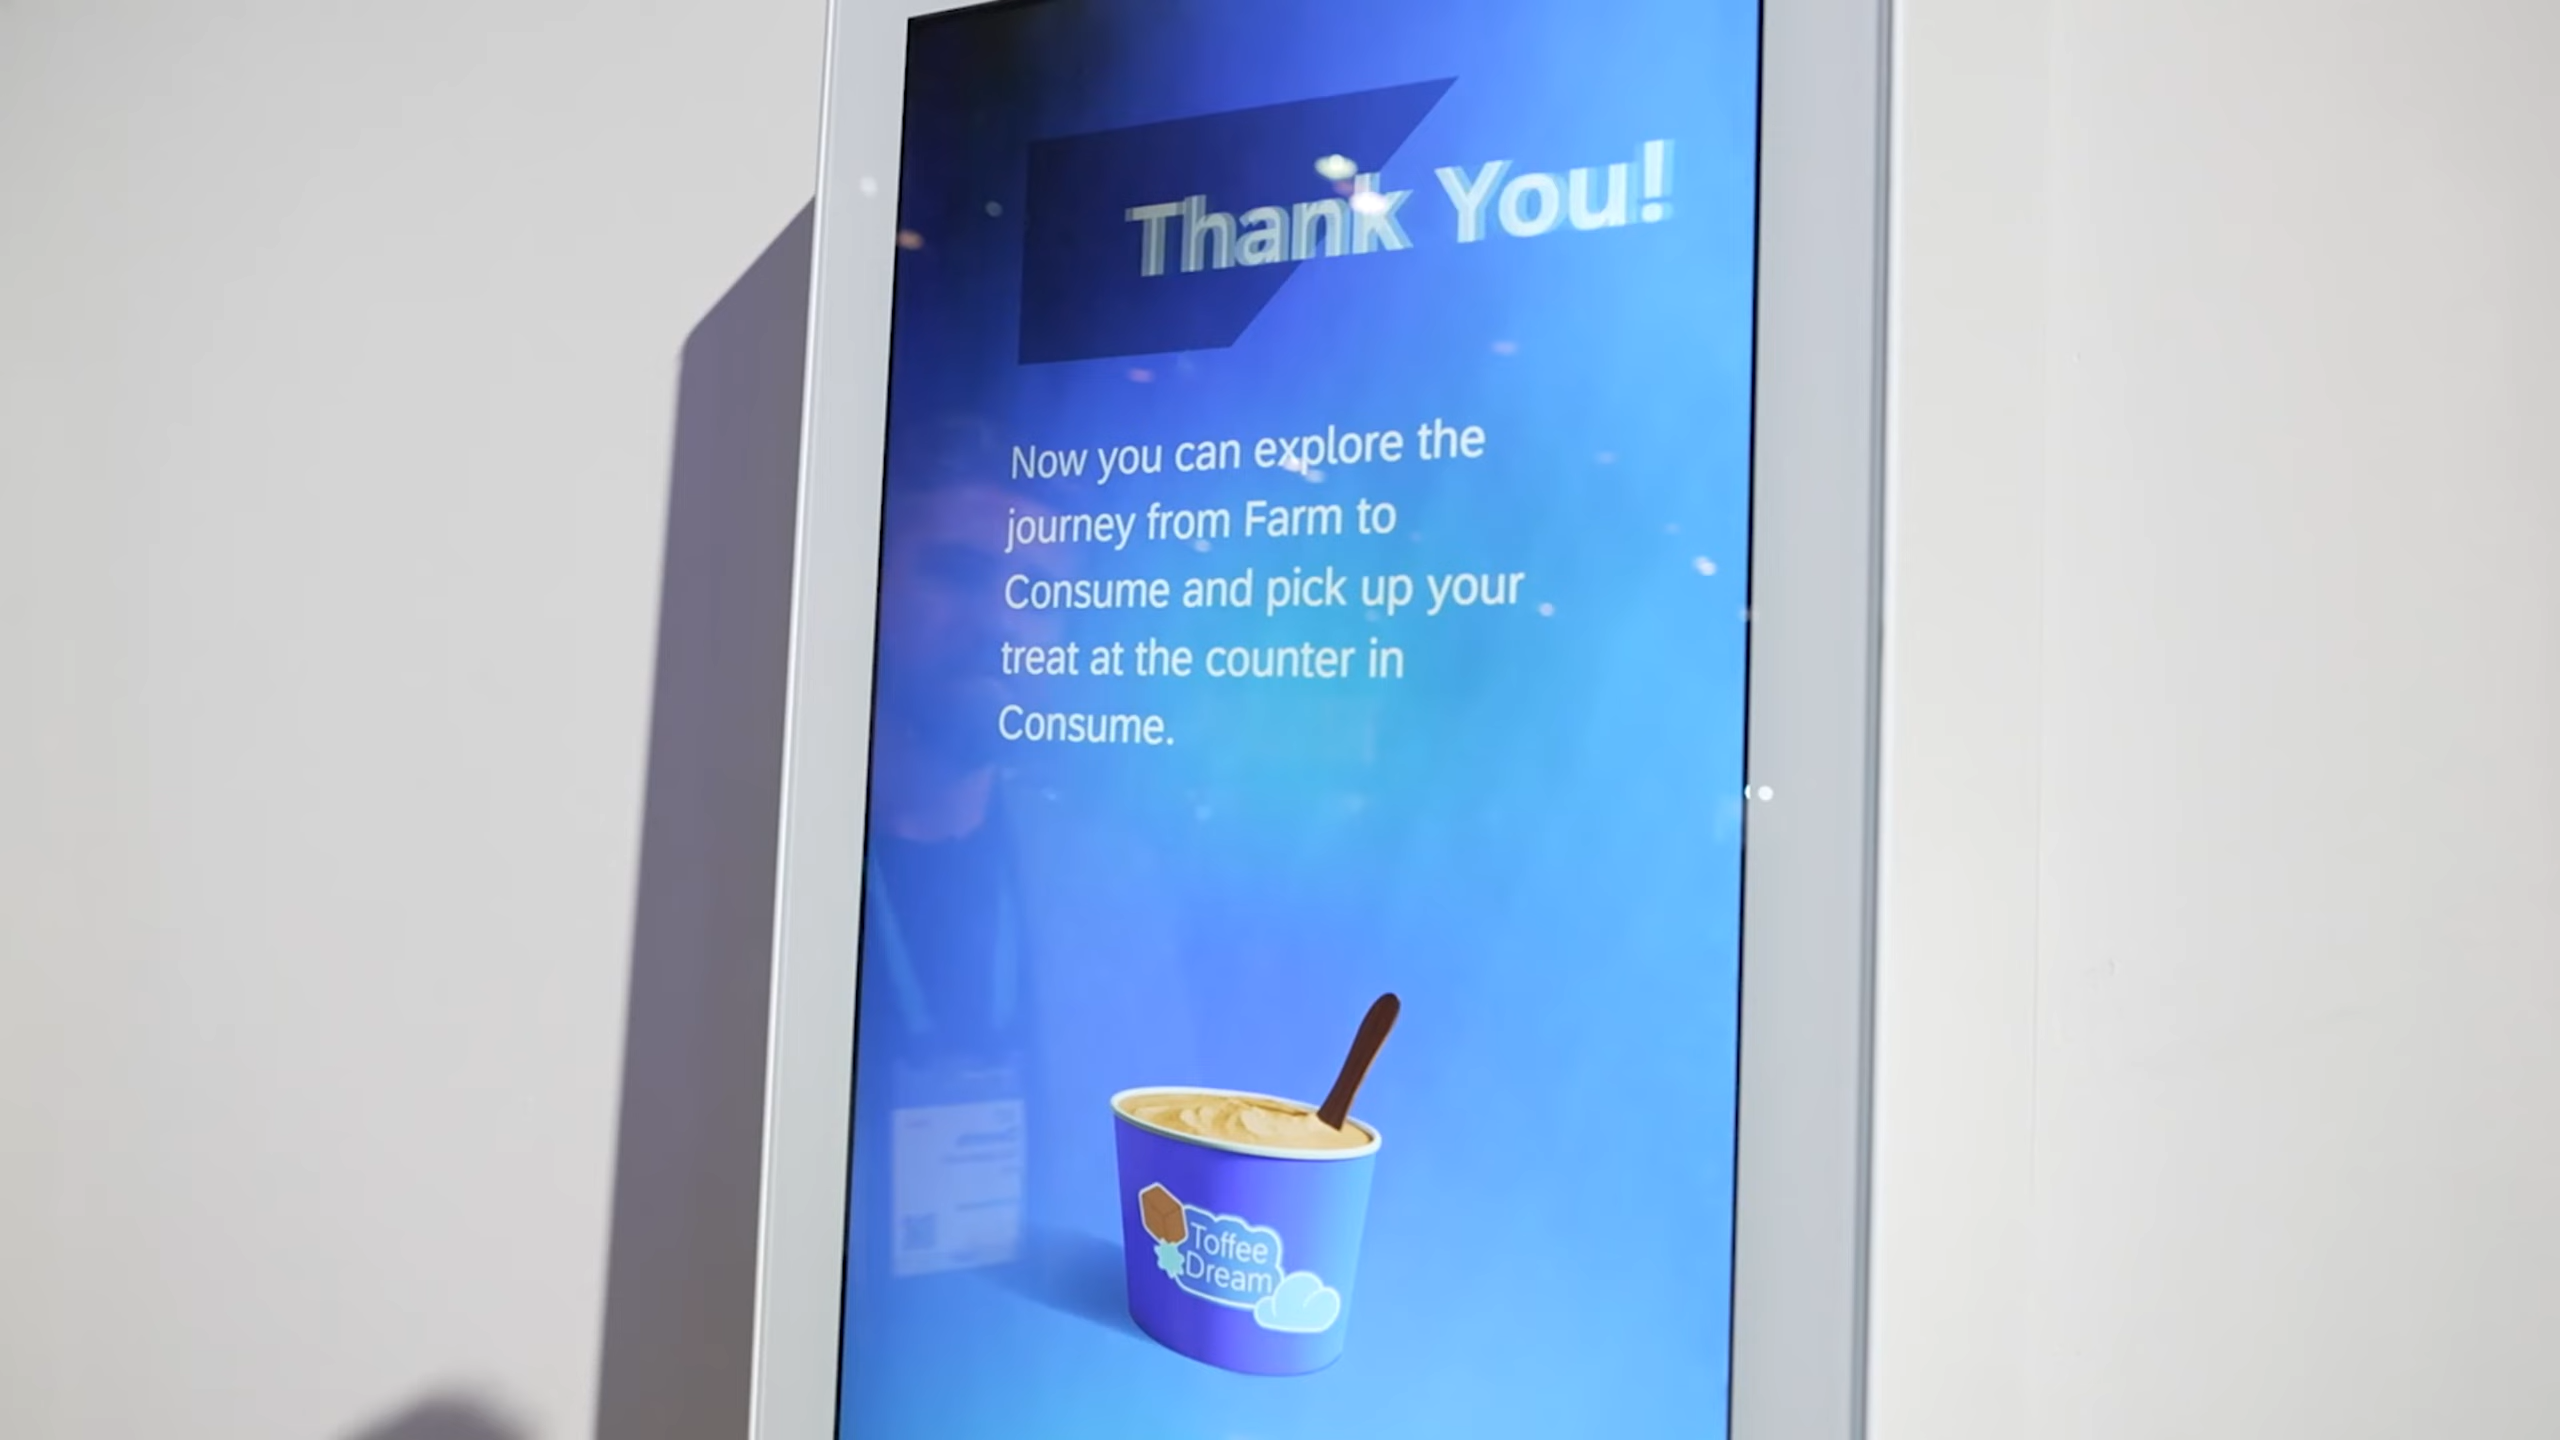 Thank You!
Now you can explore the
journey from Farm to
Consume and pick up your
treat at the counter in
Consume.
Toffee
Dream